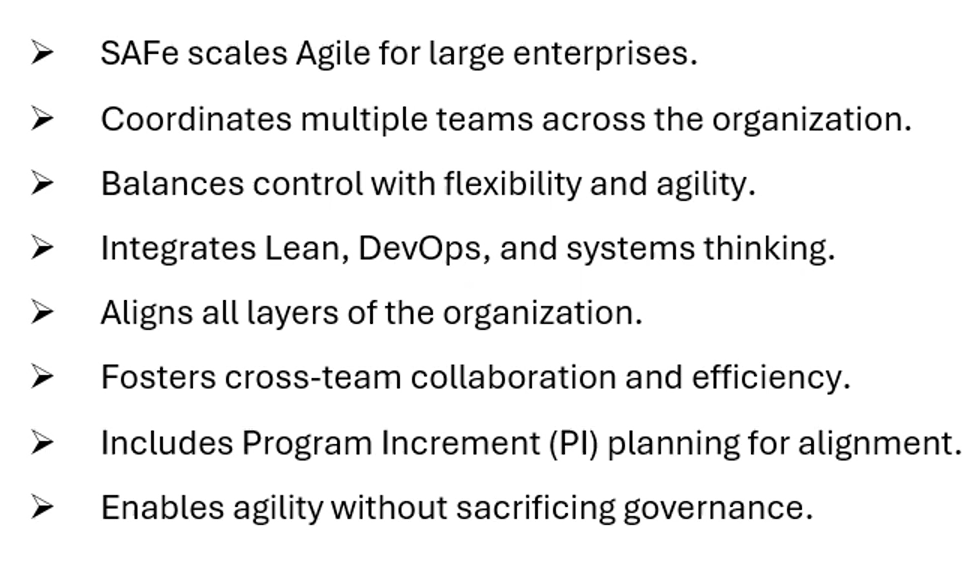 ➢ SAFe scales Agile for large enterprises.
➢ Coordinates multiple teams across the organization.
➢ Balances control with flexibility and agility.
➢ Integrates Lean, DevOps, and systems thinking.
➢ Aligns all layers of the organization.
➢ Fosters cross-team collaboration and efficiency.
➢ Includes Program Increment (PI) planning for alignment.
➢ Enables agility without sacrificing governance.